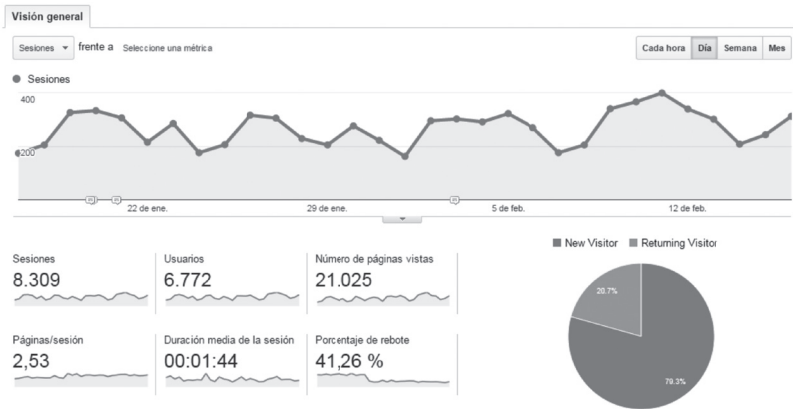 Visión general
Sesiones frente a Seleccione una métrica
Cada hora Día Semana Mes
Sesiones
400
200
22 de ene. 29 de ene. 5 de feb. 12 de feb.
New Visitor Returning Visitor
Sesiones Usuarios Número de páginas vistas
8.309 6.772 21.025
20.7%
Páginas/sesión Duración media de la sesión Porcentaje de rebote
2,53 00:01:44 41,26 %
79.3%